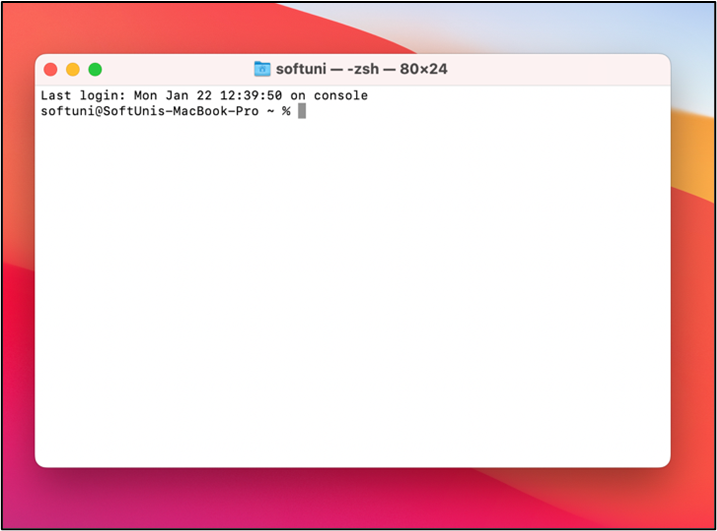 softuni — -zsh — 80×24
Last login: Mon Jan 22 12:39:50 on console
softuni@SoftUnis-MacBook-Pro ~ %